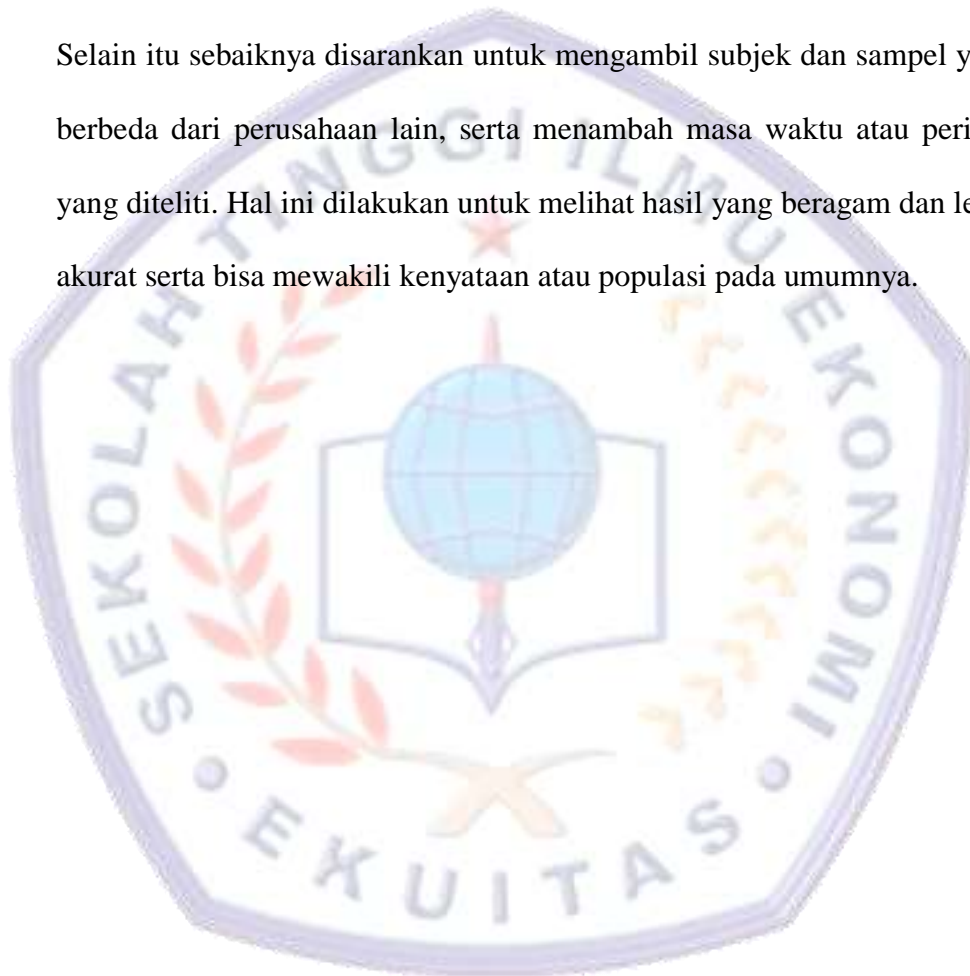 Selain itu sebaiknya disarankan untuk mengambil subjek dan sampel y
berbeda dari perusahaan lain, serta menambah masa waktu atau peri
yang diteliti. Hal ini dilakukan untuk melihat hasil yang beragam dan le
akurat serta bisa mewakili kenyataan atau populasi pada umumnya.
SEKOLAH TINGGI ILMU EKONOMI
EKUITAS